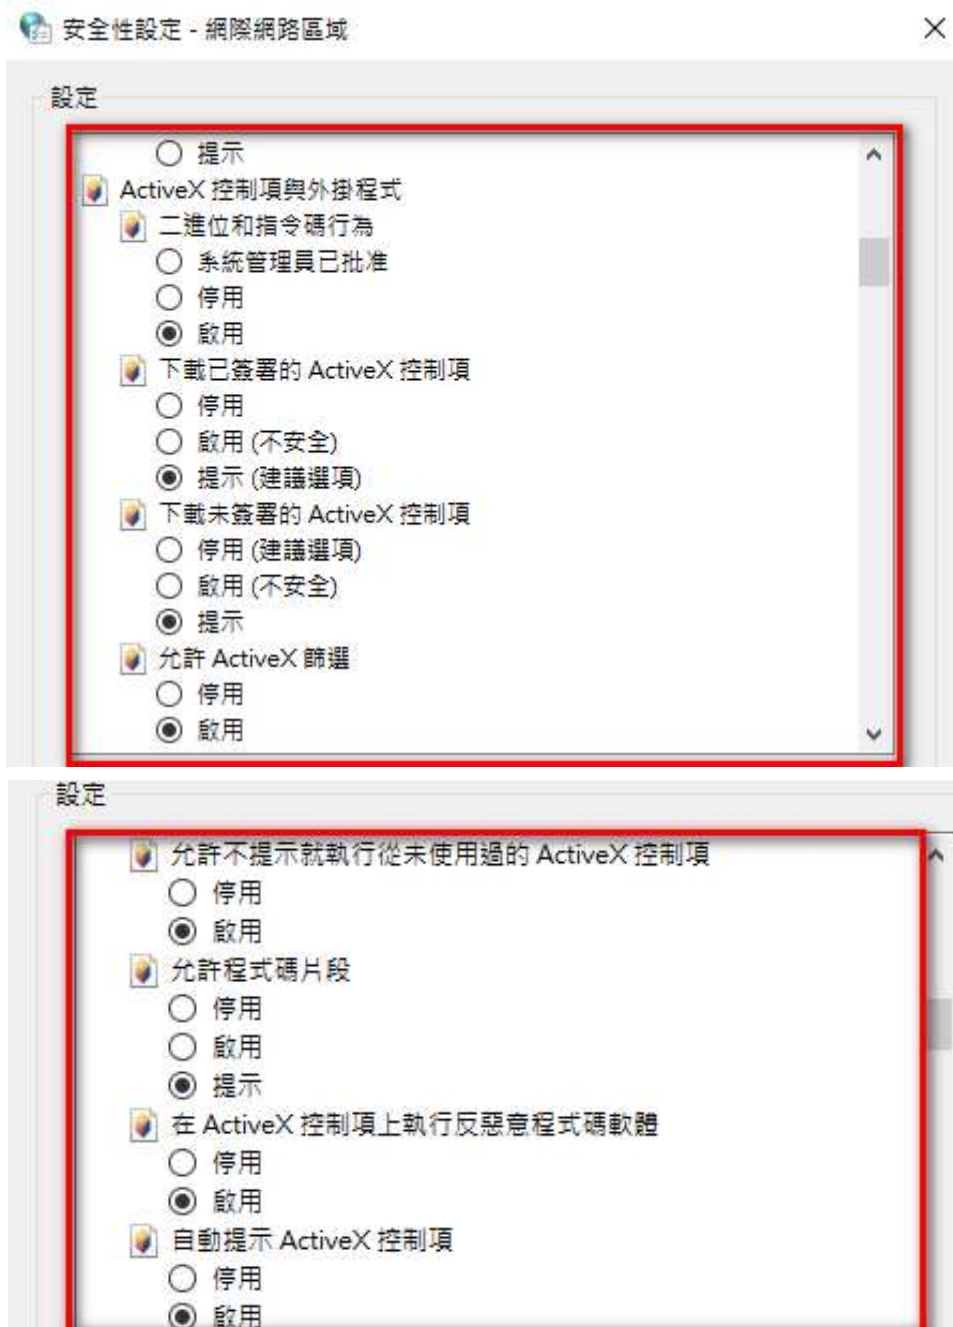 安全性設定 - 網際網路區域
設定
提示
ActiveX 控制項與外掛程式
二進位和指令碼行為
系統管理員已批准
停用
啟用
下載已簽署的 ActiveX 控制項
停用
啟用 (不安全)
提示 (建議選項)
下載未簽署的 ActiveX 控制項
停用 (建議選項)
啟用 (不安全)
提示
允許 ActiveX 篩選
停用
啟用
設定
允許不提示就執行從未使用過的 ActiveX 控制項
停用
啟用
允許程式碼片段
停用
啟用
提示
在 ActiveX 控制項上執行反惡意程式碼軟體
停用
啟用
自動提示 ActiveX 控制項
停用
啟用